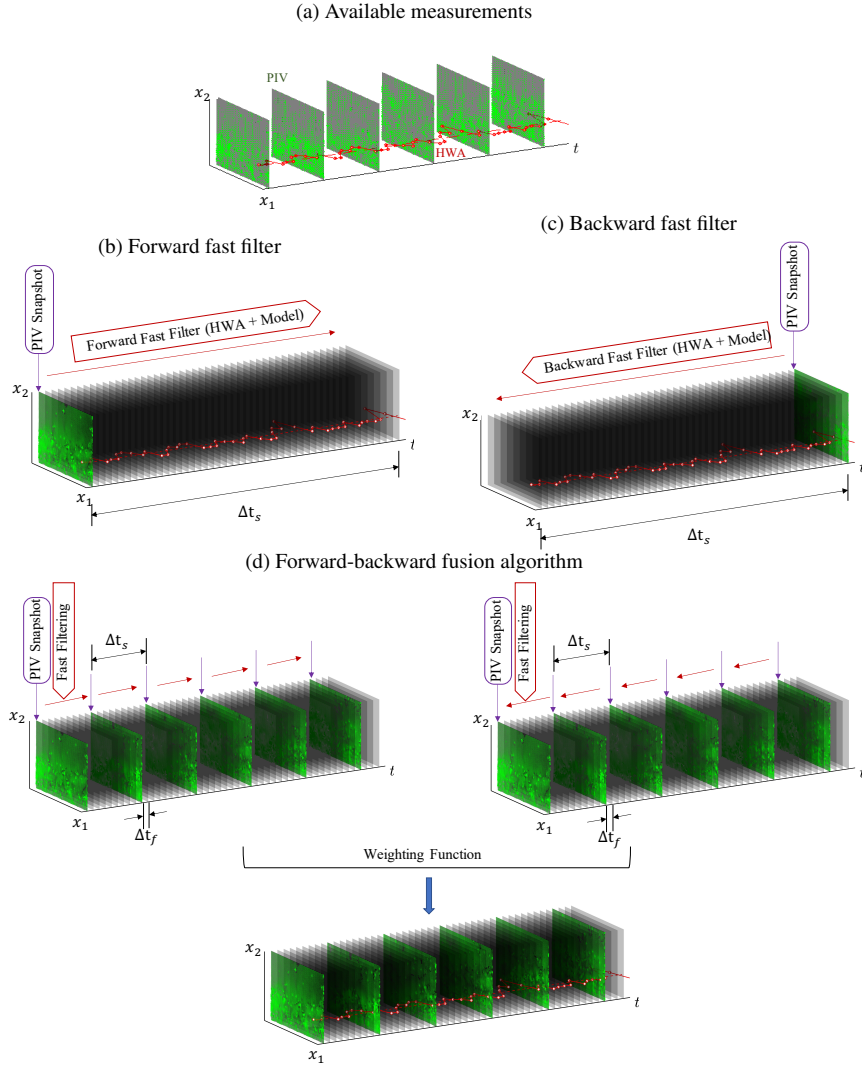 (a) Available measurements
PIV
x₂
HWA
t
x₁
(b) Forward fast filter
(c) Backward fast filter
PIV Snapshot
Forward Fast Filter (HWA + Model)
x₂
t
x₁
Δtₛ
PIV Snapshot
Backward Fast Filter (HWA + Model)
x₂
t
x₁
Δtₛ
(d) Forward-backward fusion algorithm
PIV Snapshot
Fast Filtering
Δtₛ
x₂
t
x₁
Δt_f
PIV Snapshot
Fast Filtering
Δtₛ
x₂
t
x₁
Δt_f
Weighting Function
x₂
t
x₁